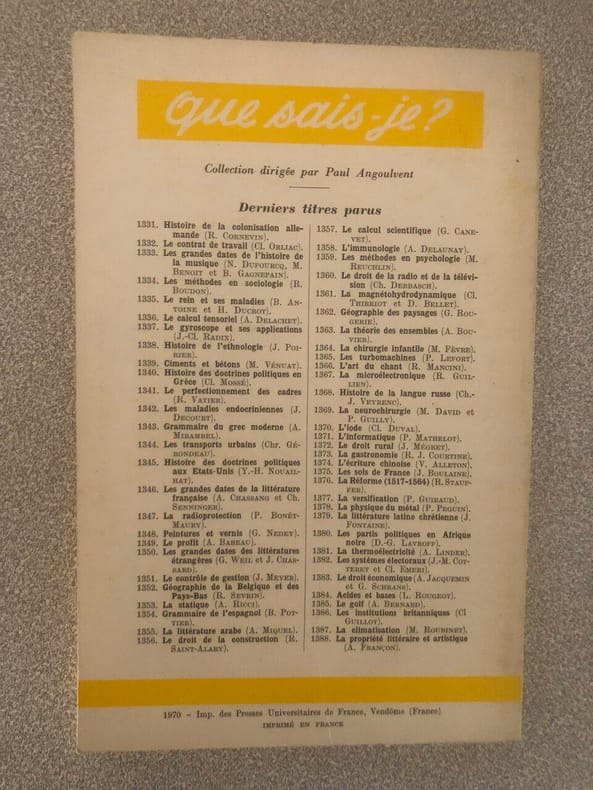 que sais-je?
Collection dirigée par Paul Angoulvent
Derniers titres parus
1331. Histoire de la colonisation alle-
mande (R. Cornevin).
1332. Le contrat de travail (Cl. Orliac).
1333. Les grandes dates de l'histoire de
la musique (N. Dufourcq, M.
Benoit et B. Gagnepain).
1334. Les méthodes en sociologie (R.
Boudon).
1335. Le rein et ses maladies (B. An-
toine et H. Ducrot).
1336. Le calcul tensoriel (A. Delachet).
1337. Le gyroscope et ses applications
(J.-Cl. Radix).
1338. Histoire de l'ethnologie (J. Poi-
rier).
1339. Ciments et bétons (M. Vénuat).
1340. Histoire des doctrines politiques en
Grèce (Cl. Mossé).
1341. Le perfectionnement des cadres
(R. Vatier).
1342. Les maladies endocriniennes (J.
Decourt).
1343. Grammaire du grec moderne (A.
Mirambel).
1344. Les transports urbains (Chr. Gé-
rondeau).
1345. Histoire des doctrines politiques
aux Etats-Unis (Y.-H. Nouail-
hat).
1346. Les grandes dates de la littérature
française (A. Chassang et Ch.
Senninger).
1347. La radioprotection (P. Bonét-
Maury).
1348. Peintures et vernis (G. Nedey).
1349. Le profit (A. Babeau).
1350. Les grandes dates des littératures
étrangères (G. Weil et J. Chas-
sard).
1351. Le contrôle de gestion (J. Meyer).
1352. Géographie de la Belgique et des
Pays-Bas (R. Sevrin).
1353. La statique (A. Ricci).
1354. Grammaire de l'espagnol (B. Pot-
tier).
1355. La littérature arabe (A. Miquel).
1356. Le droit de la construction (R.
Saint-Alary).
1357. Le calcul scientifique (G. Cane-
vet).
1358. L'immunologie (A. Delaunay).
1359. Les méthodes en psychologie (M.
Reuchlin).
1360. Le droit de la radio et de la télévi-
sion (Ch. Debbasch).
1361. La magnétohydrodynamique (Cl.
Thiriot et D. Bellet).
1362. Géographie des paysages (G. Rou-
gerie).
1363. La théorie des ensembles (A. Bou-
vier).
1364. La chirurgie infantile (M. Fèvre).
1365. Les turbomachines (P. Lefort).
1366. L'art du chant (R. Mancini).
1367. La microélectronique (R. Guil-
lien).
1368. Histoire de la langue russe (Ch.-
J. Veyrenc).
1369. La neurochirurgie (M. David et
P. Guilly).
1370. L'iode (Cl. Duval).
1371. L'informatique (P. Mathelot).
1372. Le droit rural (J. Mégret).
1373. La gastronomie (R. J. Courtine).
1374. L'écriture chinoise (V. Alleton).
1375. Les sols de France (J. Boulaine).
1376. La Réforme (1517-1564) (R. Stauf-
fer).
1377. La versification (P. Guiraud).
1378. La physique du métal (P. Peguin).
1379. La littérature latine chrétienne (J.
Fontaine).
1380. Les partis politiques en Afrique
noire (D.-G. Lavroff).
1381. La thermoélectricité (A. Linder).
1382. Les systèmes électoraux (J.-M. Cot-
teret et Cl. Emeri).
1383. Le droit économique (A. Jacquemin
et G. Schrans).
1384. Acides et bases (L. Rougeot).
1385. Le golf (A. Bernard).
1386. Les institutions britanniques (Cl
Guillot).
1387. La climatisation (M. Roubinet).
1388. La propriété littéraire et artistique
(A. Françon).
1970 - Imp. des Presses Universitaires de France, Vendôme (France)
IMPRIMÉ EN FRANCE